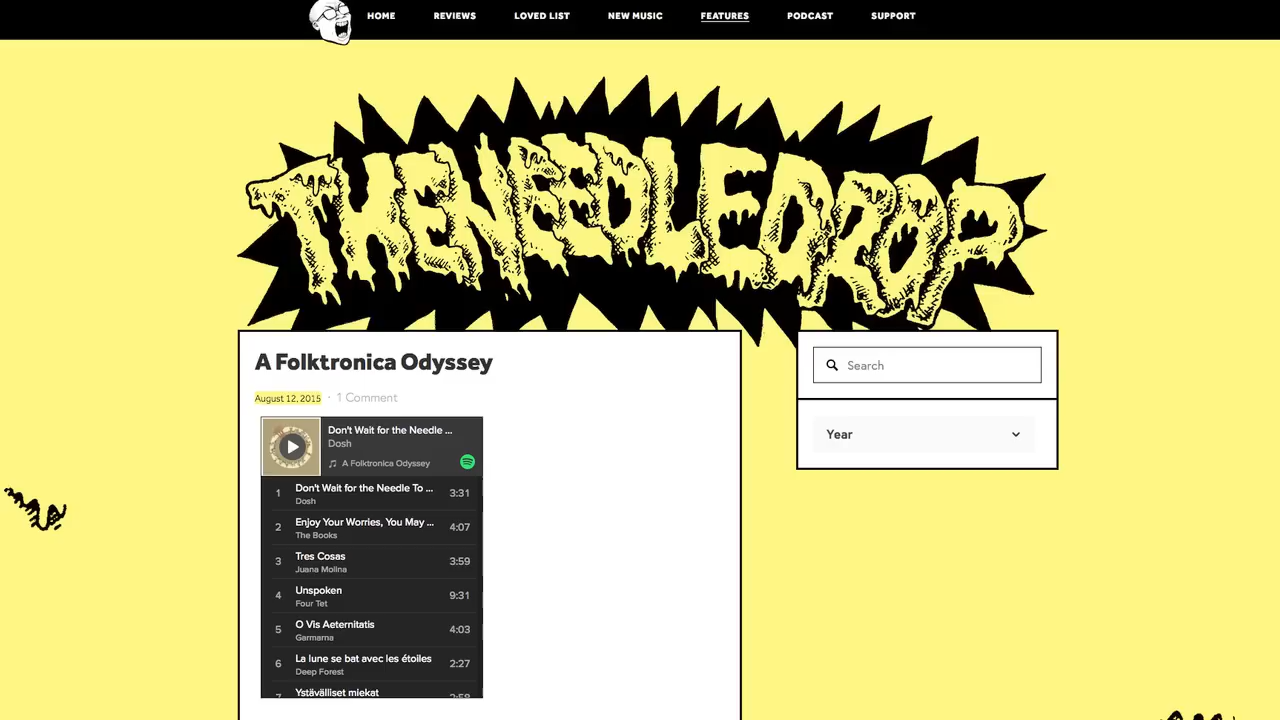 HOME REVIEWS LOVED LIST NEW MUSIC FEATURES PODCAST SUPPORT
THENEEDLEDROP
A Folktronica Odyssey
August 12, 2015 · 1 Comment
Don't Wait for the Needle ...
Dosh
A Folktronica Odyssey
1 Don't Wait for the Needle To ... 3:31
Dosh
2 Enjoy Your Worries, You May ... 4:07
The Books
3 Tres Cosas 3:59
Juana Molina
4 Unspoken 9:31
Four Tet
5 O Vis Aeternitatis 4:03
Garmarna
6 La lune se bat avec les étoiles 2:27
Deep Forest
7 Ystävälliset miekat
Search
Year